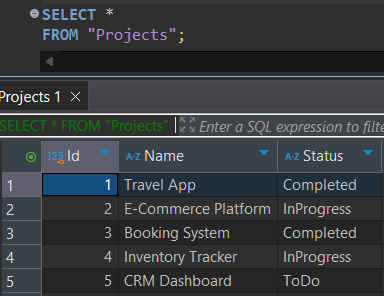 SELECT *
FROM "Projects";
Projects 1 ×
SELECT * FROM "Projects" Enter a SQL expression to filte
123 Id A-Z Name A-Z Status
1 1 Travel App Completed
2 2 E-Commerce Platform InProgress
3 3 Booking System Completed
4 4 Inventory Tracker InProgress
5 5 CRM Dashboard ToDo